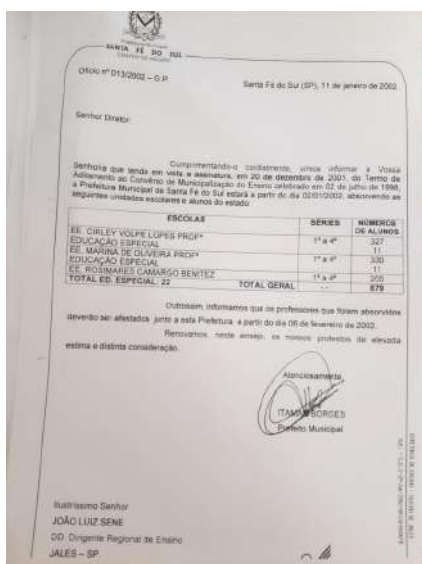 SANTA FÉ DO SUL
Ofício nº 013/2002 – G.P.
Santa Fé do Sul (SP), 11 de janeiro de 2002.
Senhor Diretor
Cumprimentando-o cordialmente, vimos informar a Vossa
Senhoria que tendo em vista a assinatura, em 20 de dezembro de 2001, do Termo de
Aditamento ao Convênio de Municipalização do Ensino celebrado em 02 de julho de 1998,
a Prefeitura Municipal de Santa Fé do Sul estará a partir do dia 02/01/2002, absorvendo as
seguintes unidades escolares e alunos do estado:
ESCOLAS SÉRIES NÚMEROS DE ALUNOS
EE. CIRLEY VOLPE LOPES PROFª 1ª a 4ª 327
EDUCAÇÃO ESPECIAL 11
EE. MARINA DE OLIVEIRA PROFª 1ª a 4ª 330
EDUCAÇÃO ESPECIAL 11
EE. ROSIMARES CAMARGO BENITEZ 1ª a 4ª
TOTAL ED. ESPECIAL: 22 TOTAL GERAL - - 879
Outrossim, informamos que os professores que foram absorvidos
deverão ser afastados junto a esta Prefeitura a partir do dia 06 de fevereiro de 2002.
Renovamos, neste ensejo, os nossos protestos de elevada
estima e distinta consideração.
Atenciosamente
ITAMAR BORGES
Prefeito Municipal
Ilustríssimo Senhor
JOÃO LUIZ SENE
DD. Dirigente Regional de Ensino
JALES – SP